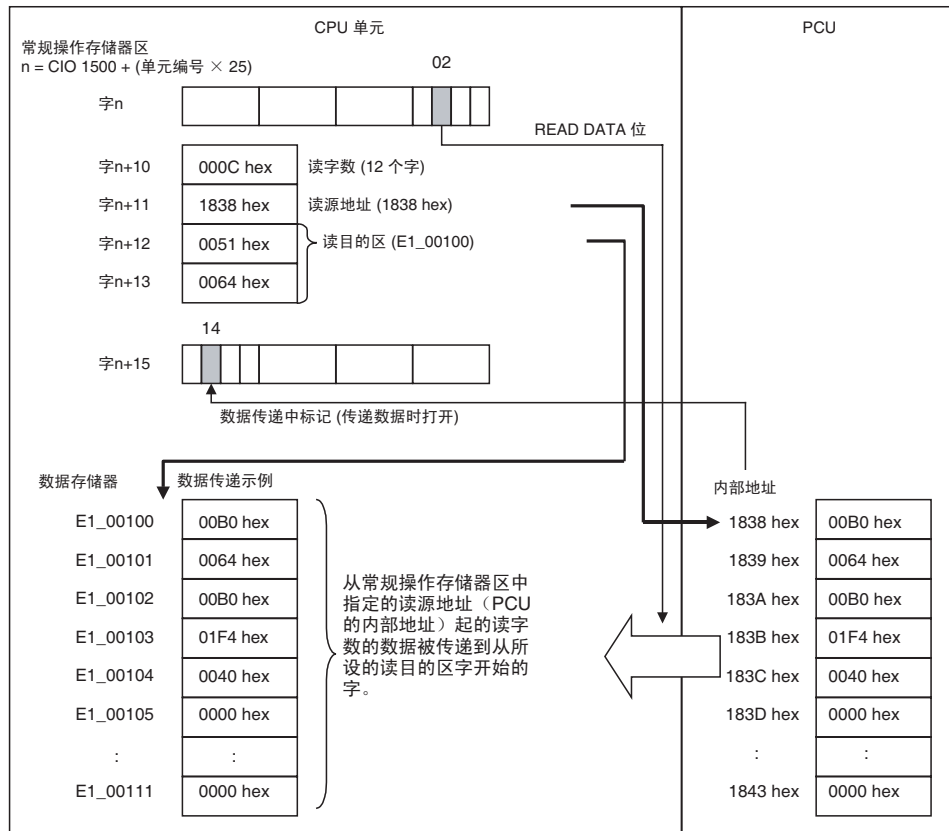 CPU 单元
PCU
常规操作存储器区
n = CIO 1500 + (单元编号 × 25)
02
字n
READ DATA 位
字n+10
000C hex
读字数 (12 个字)
字n+11
1838 hex
读源地址 (1838 hex)
字n+12
0051 hex
读目的区 (E1_00100)
字n+13
0064 hex
14
字n+15
数据传递中标记 (传递数据时打开)
数据存储器
数据传递示例
内部地址
E1_00100
00B0 hex
1838 hex
00B0 hex
E1_00101
0064 hex
1839 hex
0064 hex
E1_00102
00B0 hex
183A hex
00B0 hex
E1_00103
01F4 hex
183B hex
01F4 hex
E1_00104
0040 hex
183C hex
0040 hex
E1_00105
0000 hex
183D hex
0000 hex
:
:
:
:
E1_00111
0000 hex
1843 hex
0000 hex
从常规操作存储器区中
指定的读源地址（PCU
的内部地址）起的读字
数的数据被传递到从所
设的读目的区字开始的
字。